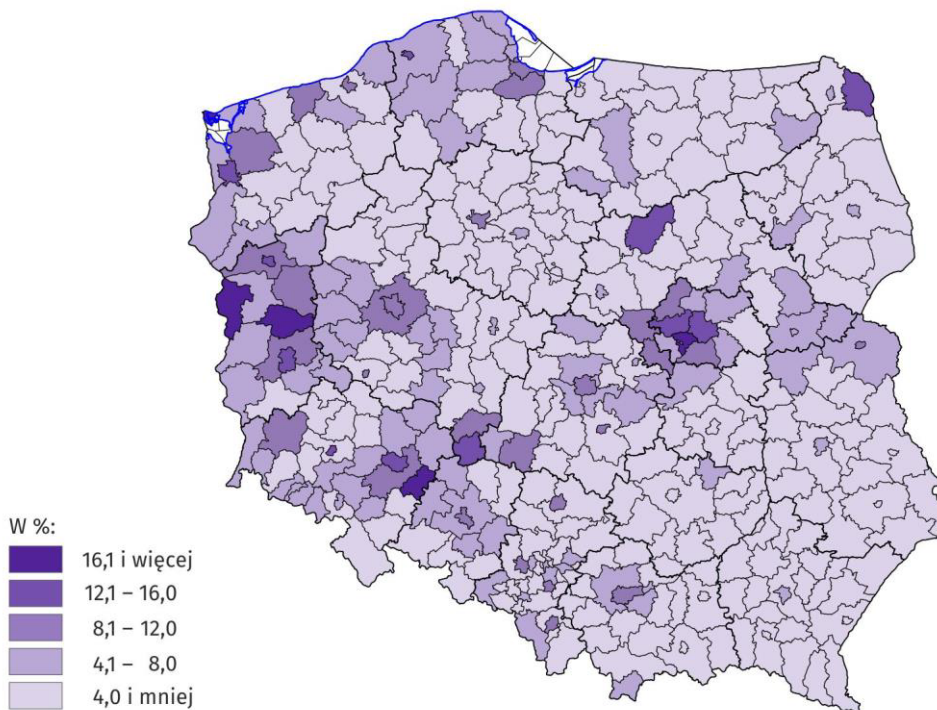 W %:
16,1 i więcej
12,1 – 16,0
8,1 – 12,0
4,1 – 8,0
4,0 i mniej